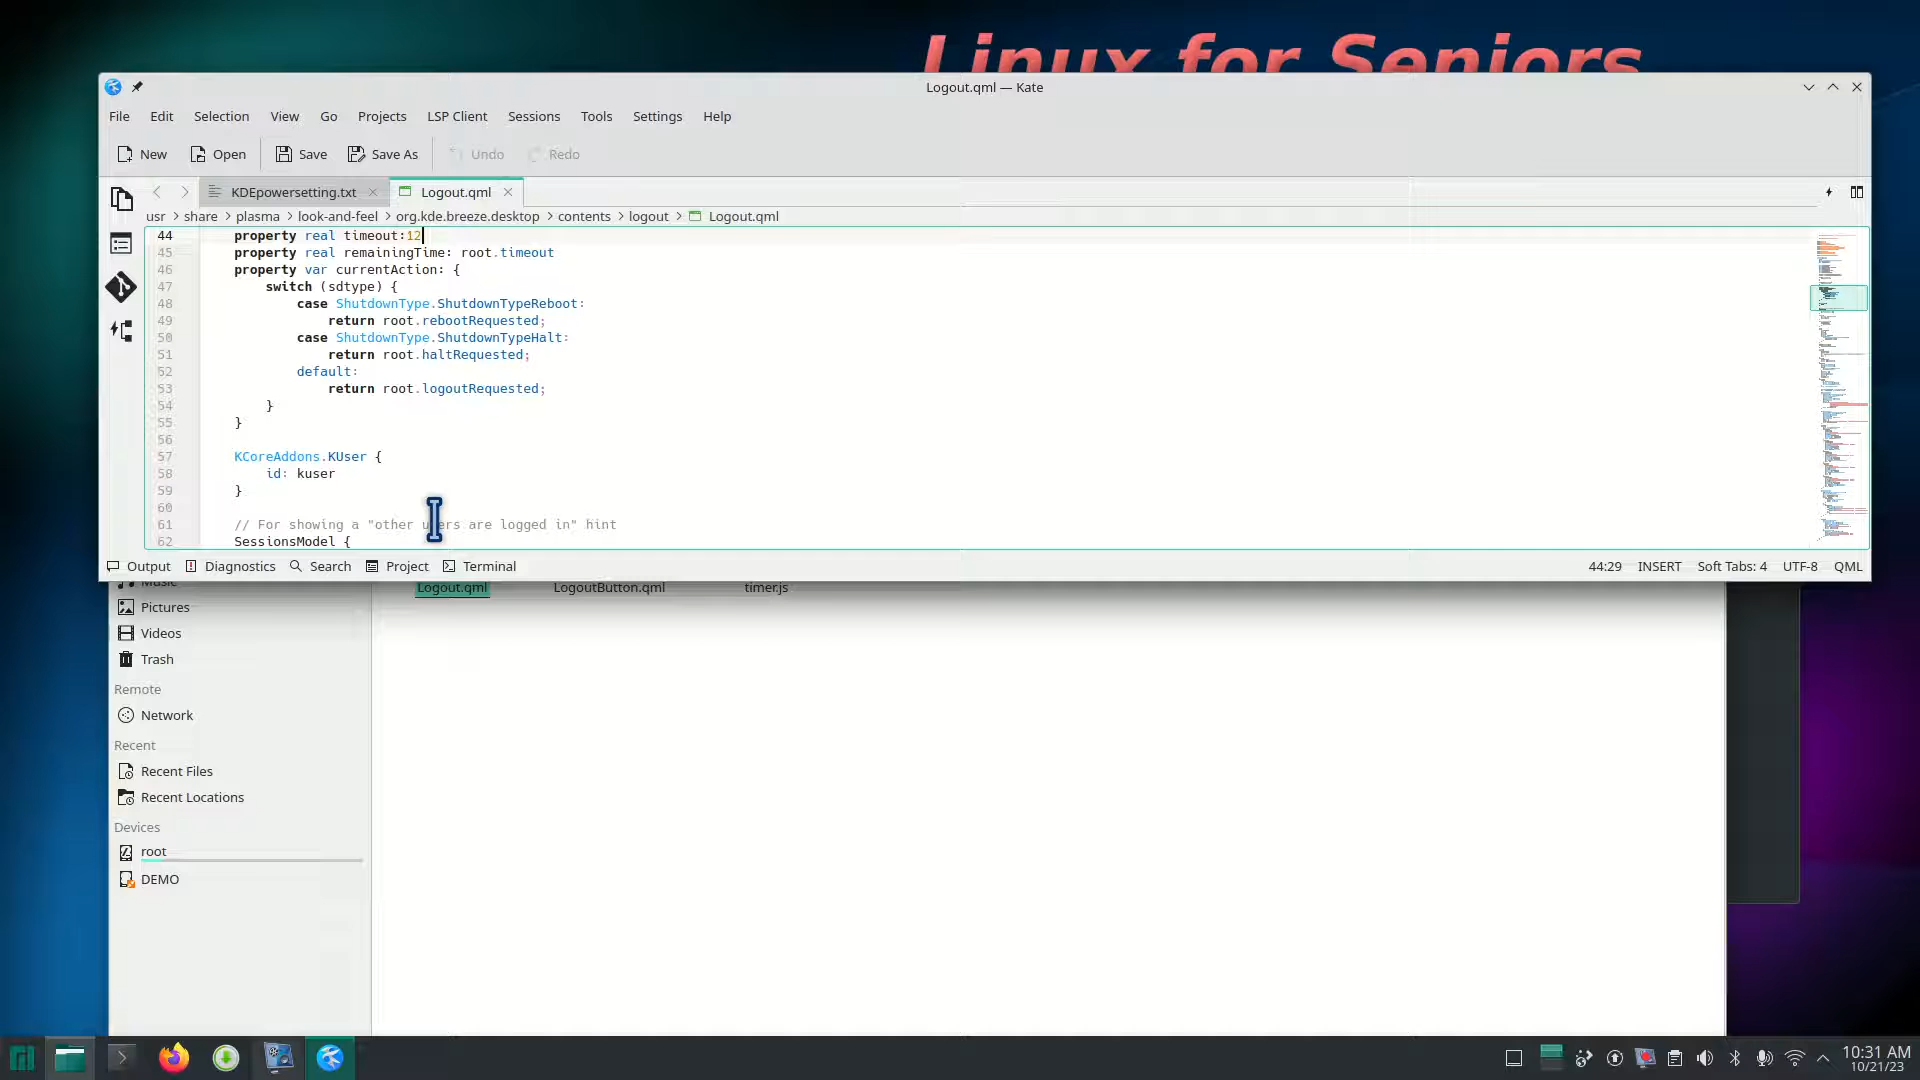 Linux for Seniors
Logout.qml — Kate
File Edit Selection View Go Projects LSP Client Sessions Tools Settings Help
New Open Save Save As Undo Redo
KDEpowersetting.txt Logout.qml
usr > share > plasma > look-and-feel > org.kde.breeze.desktop > contents > logout > Logout.qml
44 property real timeout:12
45 property real remainingTime: root.timeout
46 property var currentAction: {
47 switch (sdtype) {
48 case ShutdownType.ShutdownTypeReboot:
49 return root.rebootRequested;
50 case ShutdownType.ShutdownTypeHalt:
51 return root.haltRequested;
52 default:
53 return root.logoutRequested;
54 }
55 }
56
57 KCoreAddons.KUser {
58 id: kuser
59 }
60
61 // For showing a "other users are logged in" hint
62 SessionsModel {
Output Diagnostics Search Project Terminal 44:29 INSERT Soft Tabs: 4 UTF-8 QML
Music Logout.qml LogoutButton.qml timer.js
Pictures
Videos
Trash
Remote
Network
Recent
Recent Files
Recent Locations
Devices
root
DEMO
10:31 AM
10/21/23